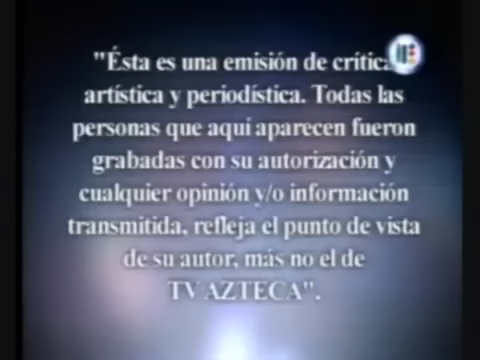 "Ésta es una emisión de crítica
artística y periodística. Todas las
personas que aquí aparecen fueron
grabadas con su autorización y
cualquier opinión y/o información
transmitida, refleja el punto de vista
de su autor, más no el de
TV AZTECA".